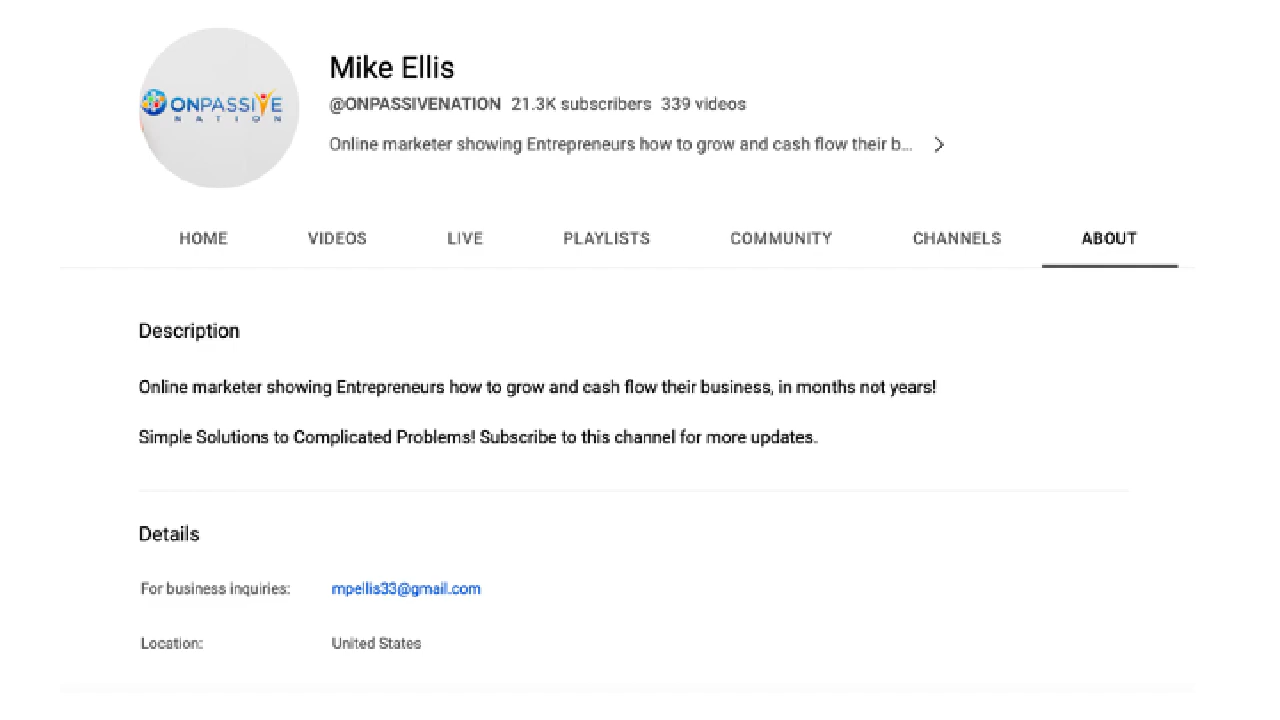 ONPASSIVE
NATION
Mike Ellis
@ONPASSIVENATION 21.3K subscribers 339 videos
Online marketer showing Entrepreneurs how to grow and cash flow their b...
HOME VIDEOS LIVE PLAYLISTS COMMUNITY CHANNELS ABOUT
Description
Online marketer showing Entrepreneurs how to grow and cash flow their business, in months not years!
Simple Solutions to Complicated Problems! Subscribe to this channel for more updates.
Details
For business inquiries: mpellis33@gmail.com
Location: United States